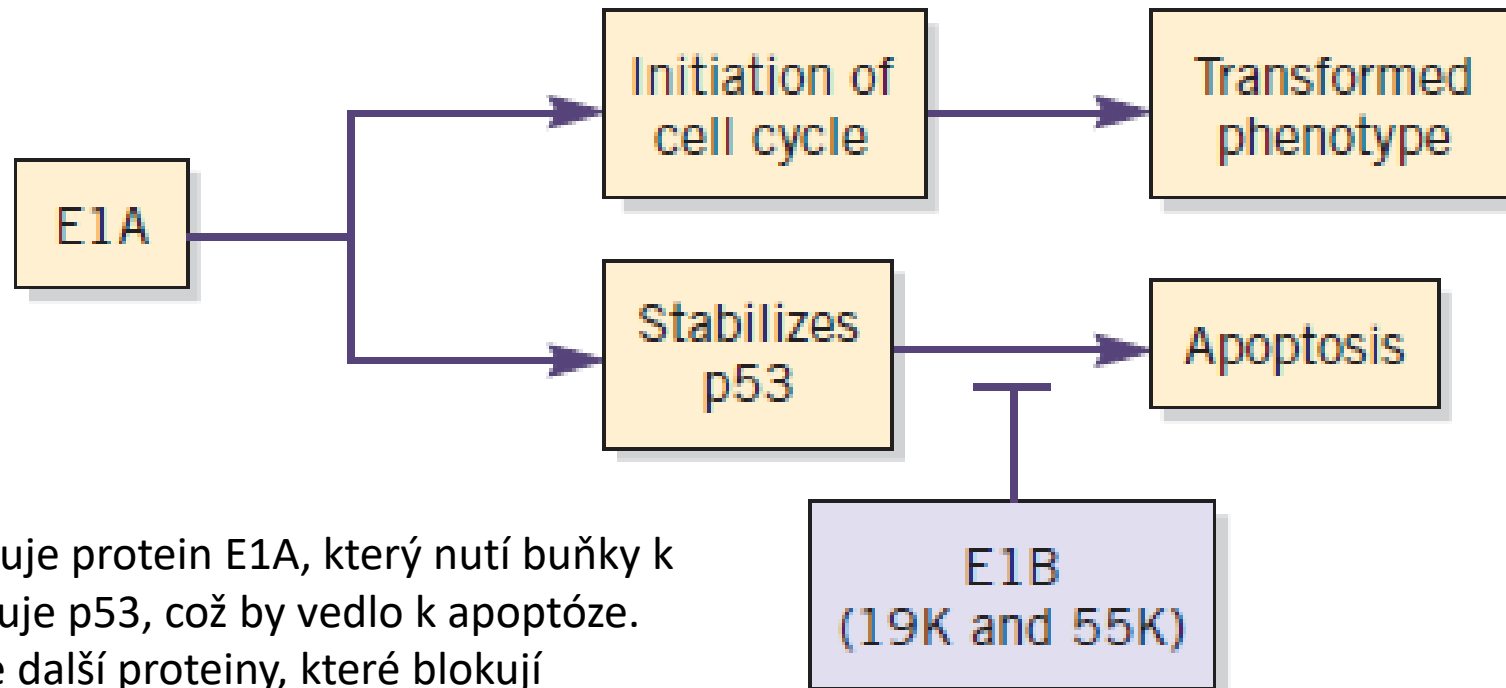 Initiation of
cell cycle
Transformed
phenotype
E1A
Stabilizes
p53
Apoptosis
E1B
(19K and 55K)
uje protein E1A, který nutí buňky k
uje p53, což by vedlo k apoptóze.
další proteiny, které blokují